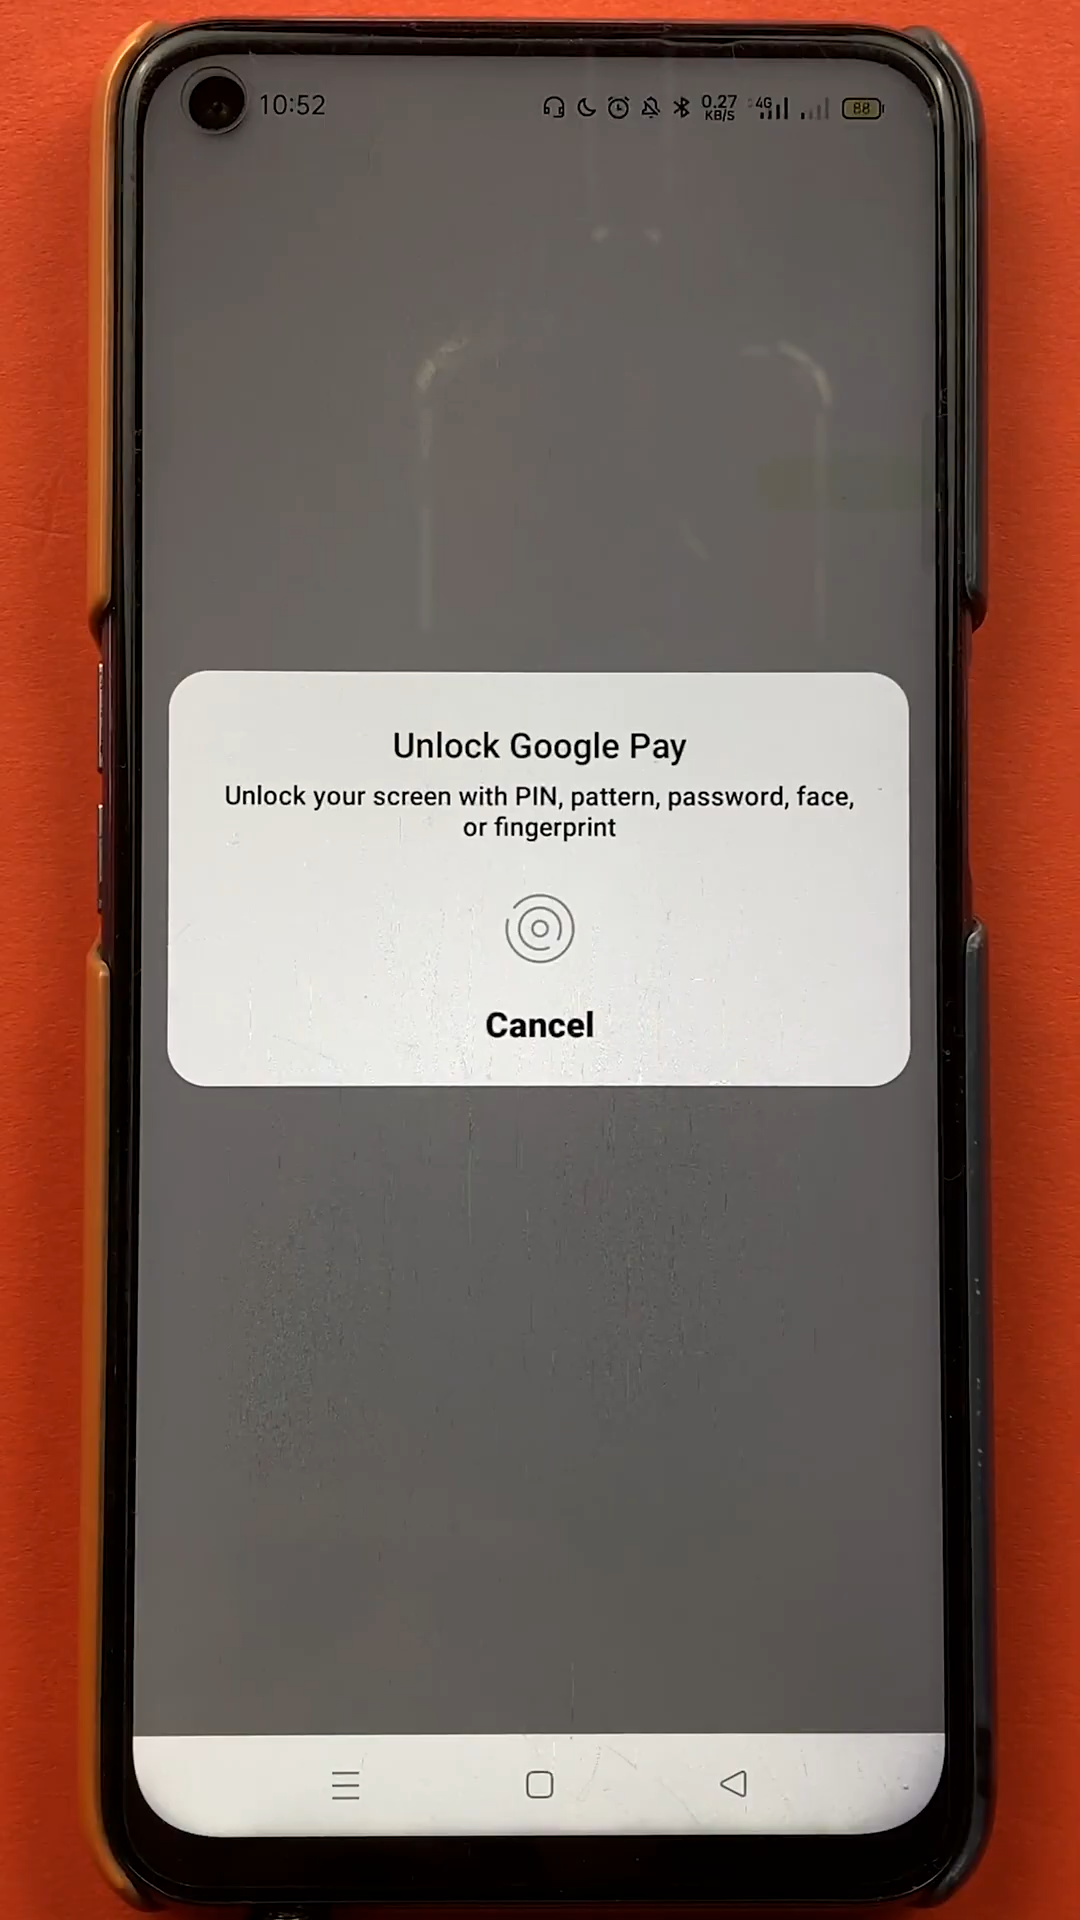 10:52 0.27 KB/S 4G 88
Unlock Google Pay
Unlock your screen with PIN, pattern, password, face,
or fingerprint
Cancel